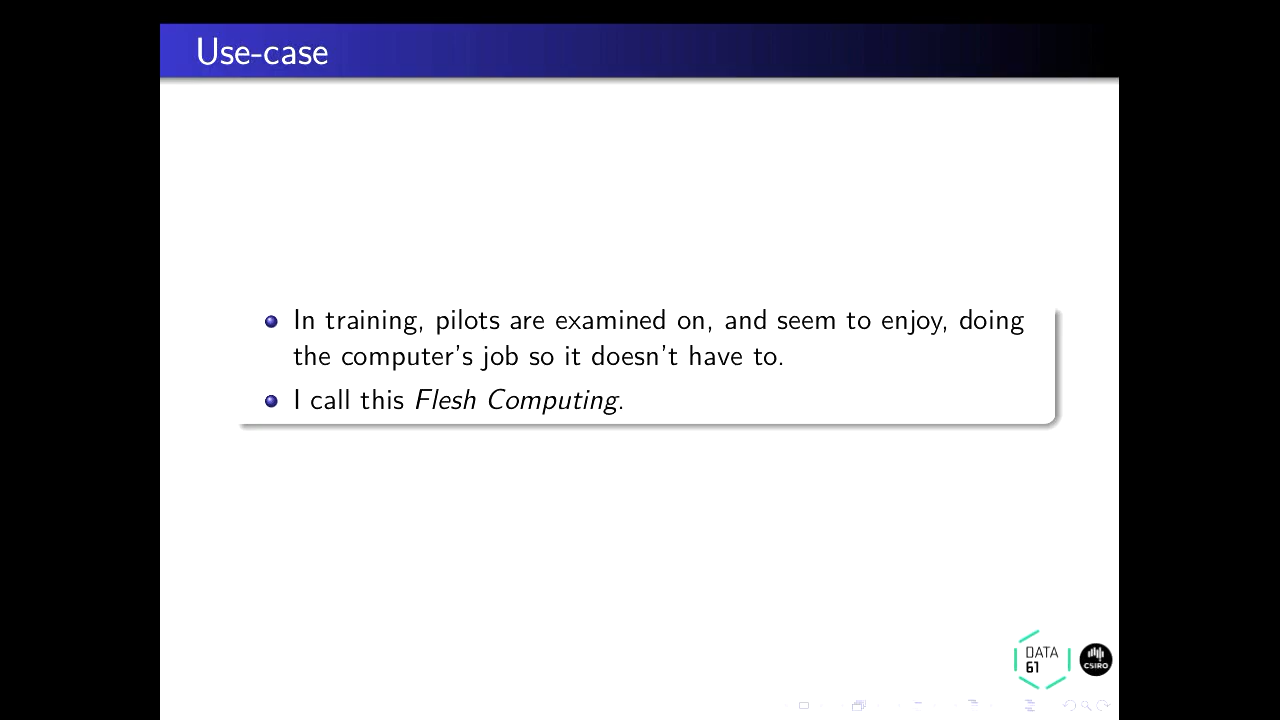 Use-case
In training, pilots are examined on, and seem to enjoy, doing
the computer's job so it doesn't have to.
I call this Flesh Computing.
DATA
61
CSIRO